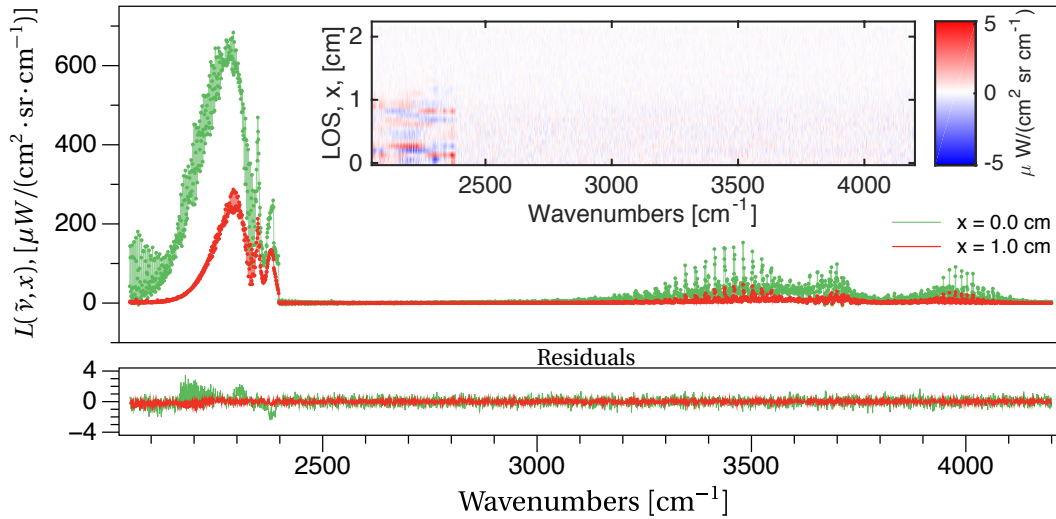 L(ṽ, x), [μW/(cm² · sr · cm⁻¹)]
600
400
200
0
LOS, x, [cm]
2
1
0
2500 3000 3500 4000
Wavenumbers [cm⁻¹]
5
0
-5
μ W/(cm² sr cm⁻¹)
x = 0.0 cm
x = 1.0 cm
Residuals
4
0
−4
2500 3000 3500 4000
Wavenumbers [cm⁻¹]